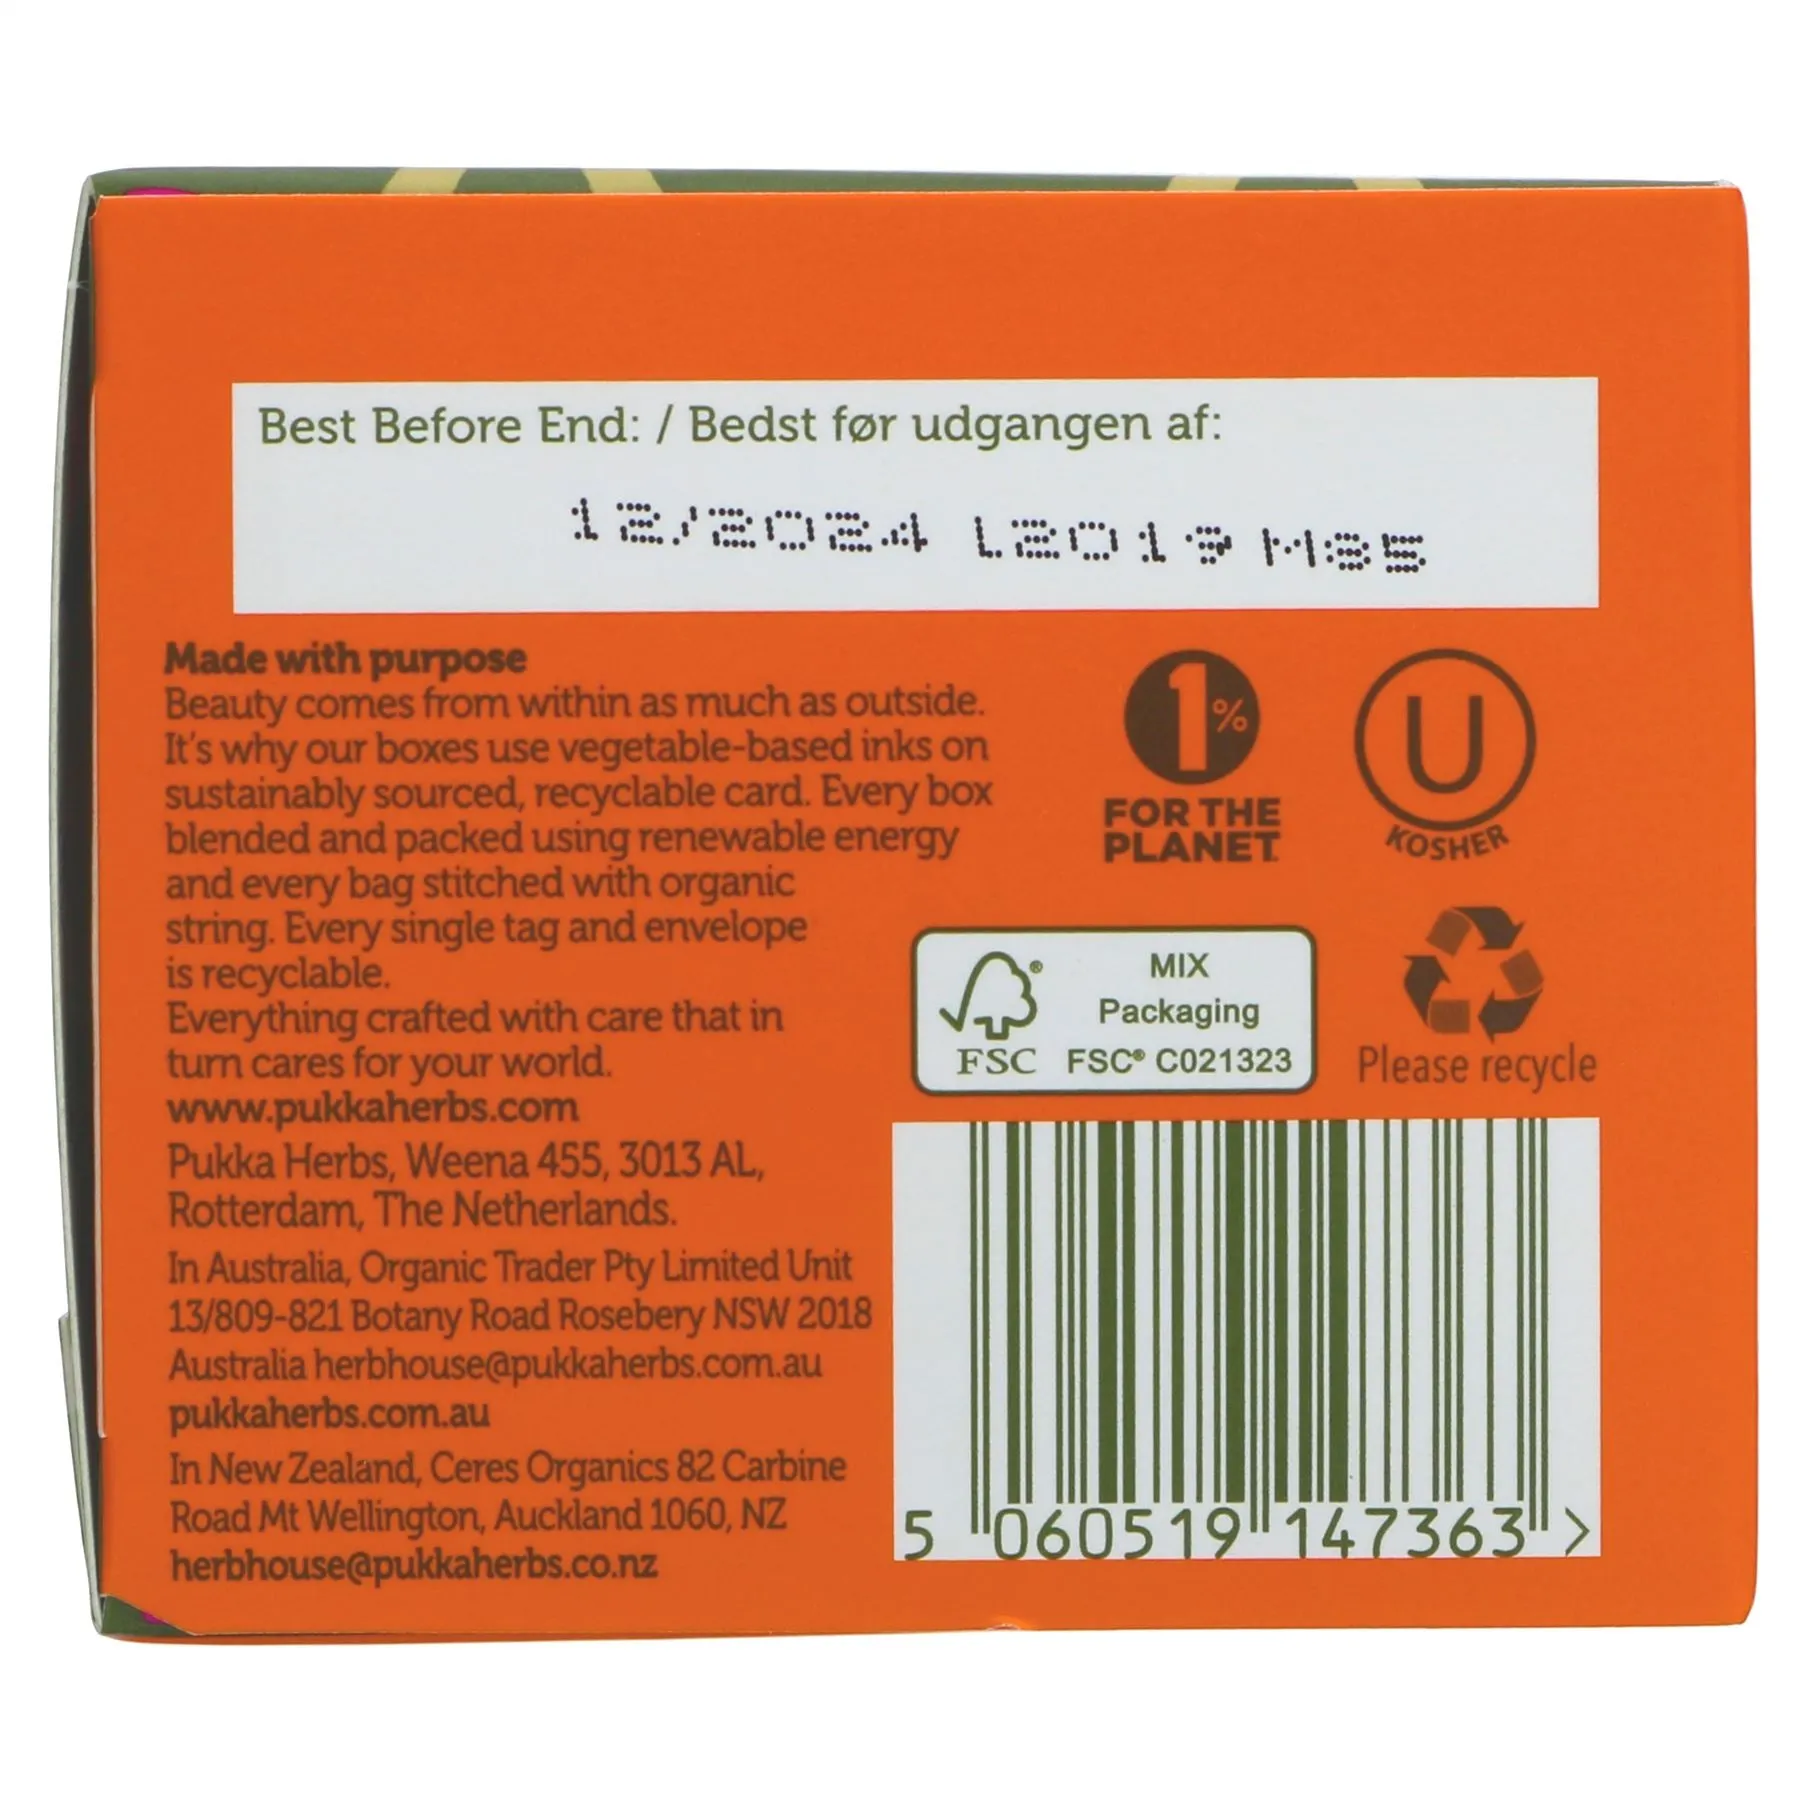 Best Before End: / Bedst før udgangen af:
12/2024 L2019 M85
Made with purpose
Beauty comes from within as much as outside.
It's why our boxes use vegetable-based inks on
sustainably sourced, recyclable card. Every box
blended and packed using renewable energy
and every bag stitched with organic
string. Every single tag and envelope
is recyclable.
Everything crafted with care that in
turn cares for your world.
www.pukkaherbs.com
Pukka Herbs, Weena 455, 3013 AL,
Rotterdam, The Netherlands.
In Australia, Organic Trader Pty Limited Unit
13/809-821 Botany Road Rosebery NSW 2018
Australia herbhouse@pukkaherbs.com.au
pukkaherbs.com.au
In New Zealand, Ceres Organics 82 Carbine
Road Mt Wellington, Auckland 1060, NZ
herbhouse@pukkaherbs.co.nz
1%
FOR THE
PLANET
U
KOSHER
FSC®
MIX
Packaging
FSC® C021323
Please recycle
5 060519 147363 >